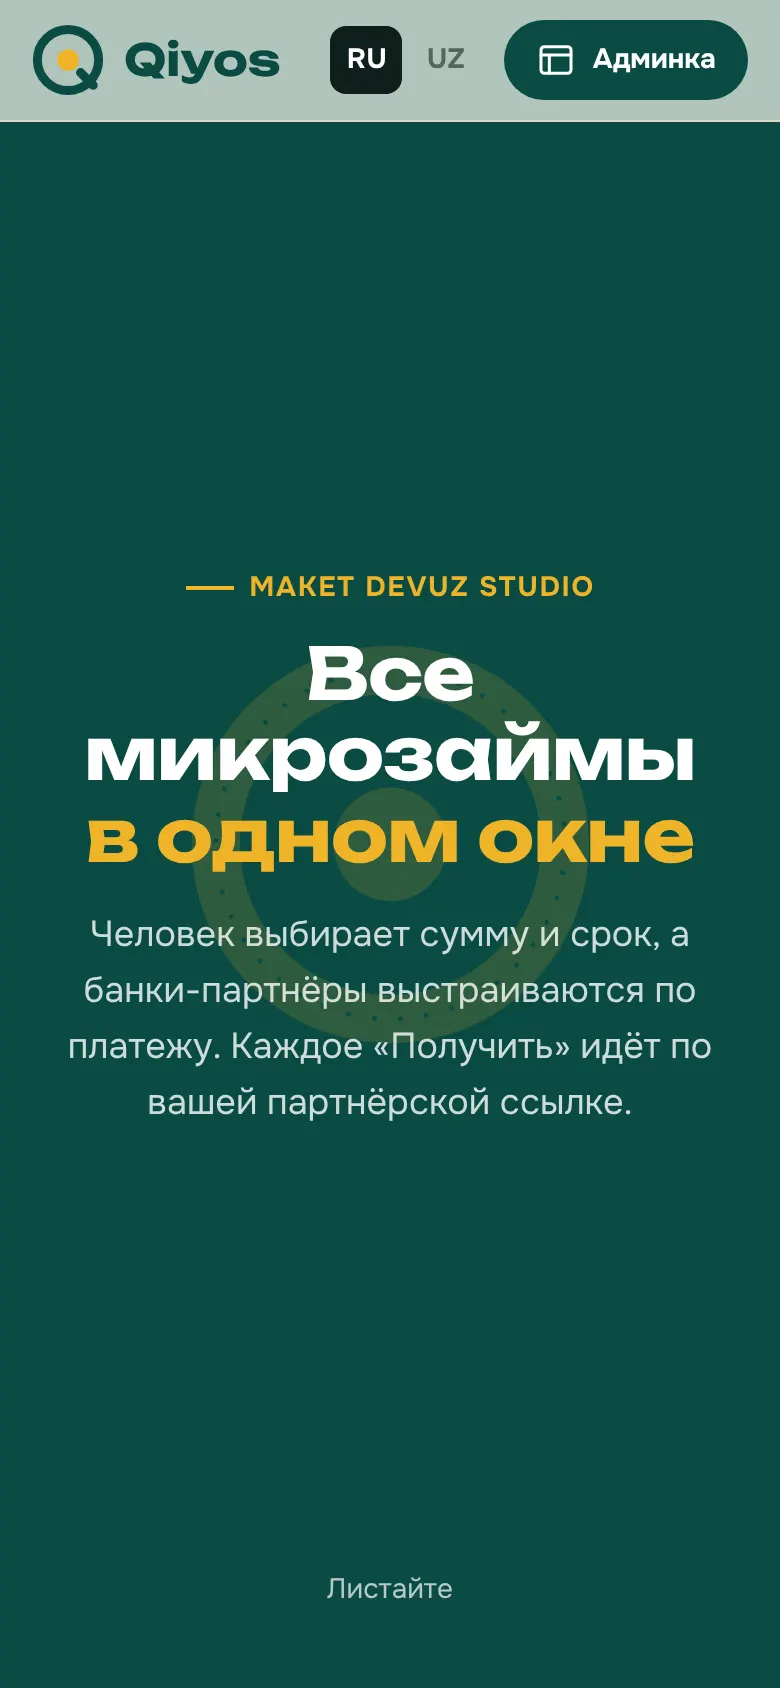 Qiyos
RU
UZ
Админка
MAKET DEVUZ STUDIO
Все
микрозаймы
в одном окне
Человек выбирает сумму и срок, а
банки-партнёры выстраиваются по
платежу. Каждое «Получить» идёт по
вашей партнёрской ссылке.
Листайте